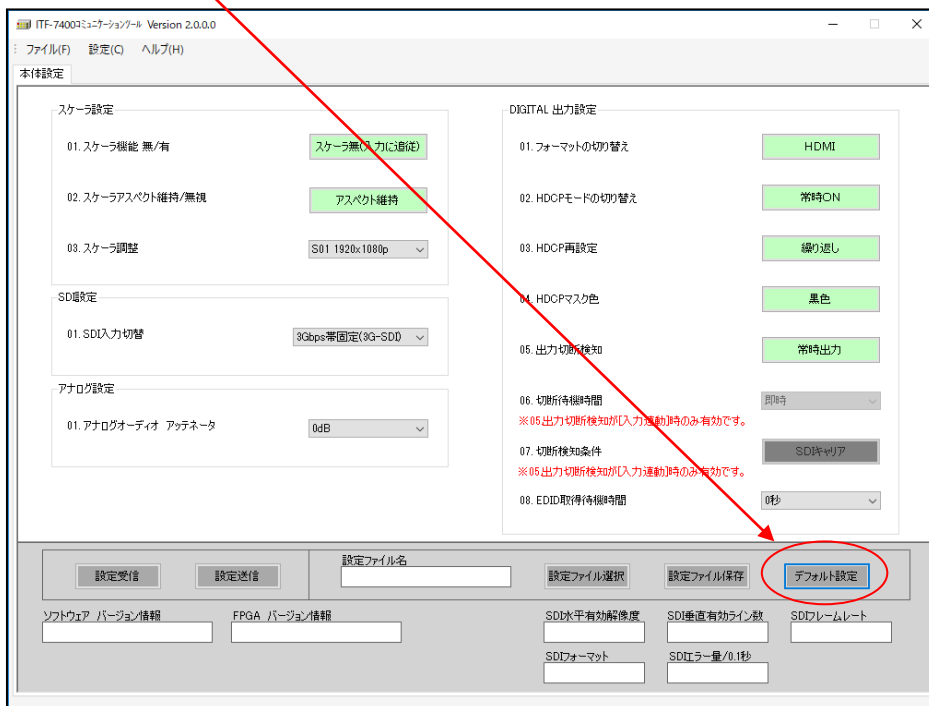 ITF-7400コミュニケーションツール Version 2.0.0.0
ファイル(F) 設定(C) ヘルプ(H)
本体設定
スケーラ設定
01.スケーラ機能 無/有 スケーラ無(入力に追従)
02.スケーラアスペクト維持/無視 アスペクト維持
03.スケーラ調整 S01 1920x1080p
SDI設定
01.SDI入力切替 3Gbps帯固定(3G-SDI)
アナログ設定
01.アナログオーディオ アッテネータ 0dB
DIGITAL 出力設定
01.フォーマットの切り替え HDMI
02.HDCPモードの切り替え 常時ON
03.HDCP再設定 繰り返し
04.HDCPマスク色 黒色
05.出力切断検知 常時出力
06.切断待機時間 即時
※05.出力切断検知が[入力連動]時のみ有効です。
07.切断検知条件 SDIキャリア
※05.出力切断検知が[入力連動]時のみ有効です。
08.EDID取得待機時間 0秒
設定ファイル名
設定受信 設定送信 設定ファイル選択 設定ファイル保存 デフォルト設定
ソフトウェア バージョン情報 FPGA バージョン情報 SDI水平有効解像度 SDI垂直有効ライン数 SDIフレームレート
SDIフォーマット SDIエラー量/0.1秒